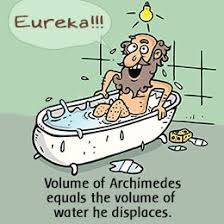 Eureka!!!
Volume of Archimedes
equals the volume of
water he displaces.